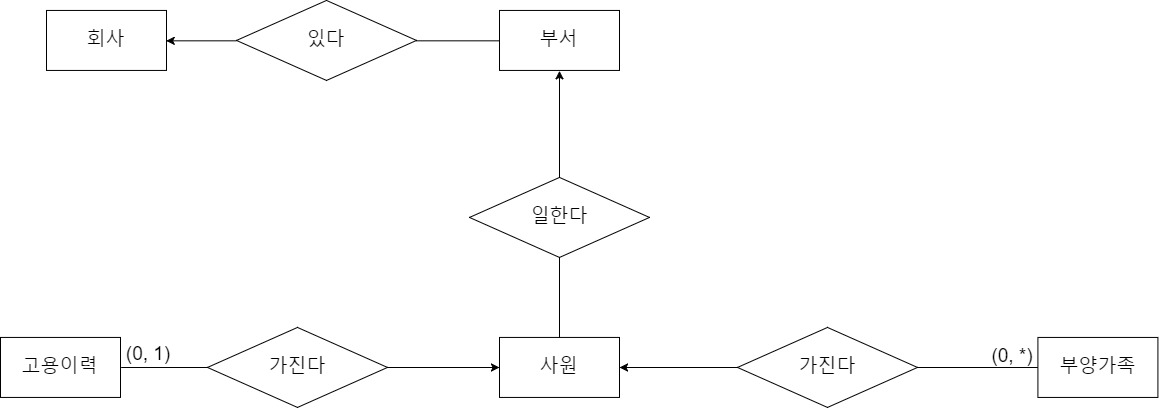 회사
있다
부서
일한다
고용이력
(0, 1)
가진다
사원
가진다
(0, *)
부양가족